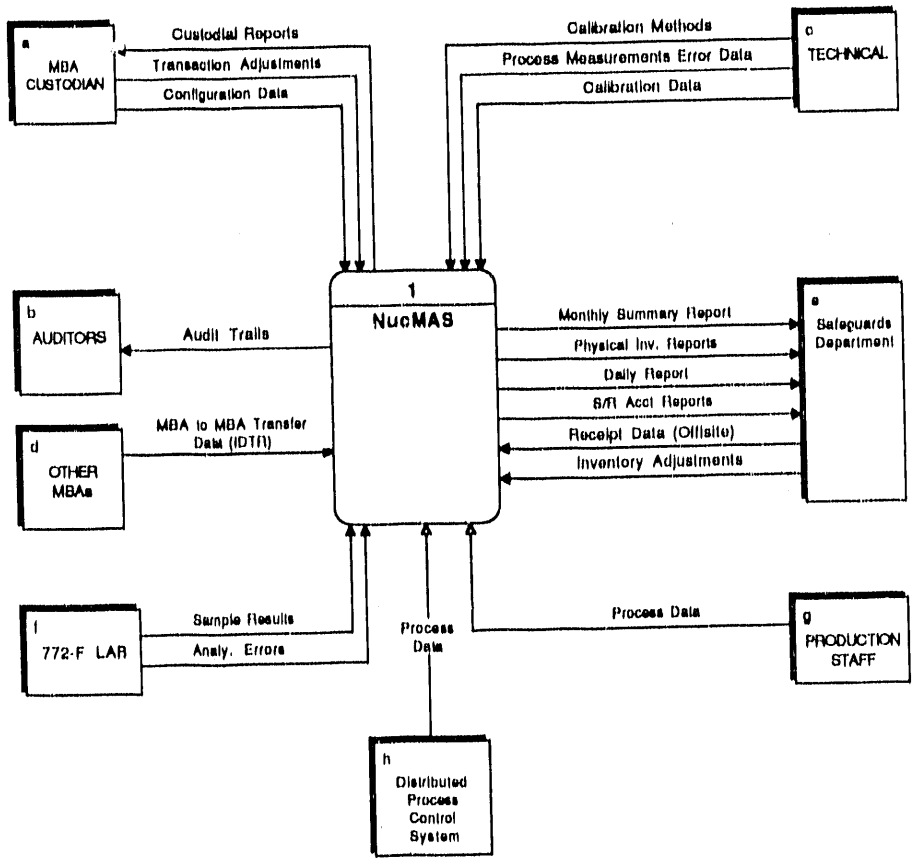 a
MBA
CUSTODIAN
Custodial Reports
Transaction Adjustments
Configuration Data
Calibration Methods
Process Measurements Error Data
Calibration Data
c
TECHNICAL
1
NucMAS
b
AUDITORS
Audit Trails
d
OTHER
MBAs
MBA to MBA Transfer
Data (IDTR)
Monthly Summary Report
Physical Inv. Reports
Daily Report
S/R Acct Reports
Receipt Data (Offsite)
Inventory Adjustments
e
Safeguards
Department
f
772-F LAB
Sample Results
Analy. Errors
Process
Data
Process Data
g
PRODUCTION
STAFF
h
Distributed
Process
Control
System